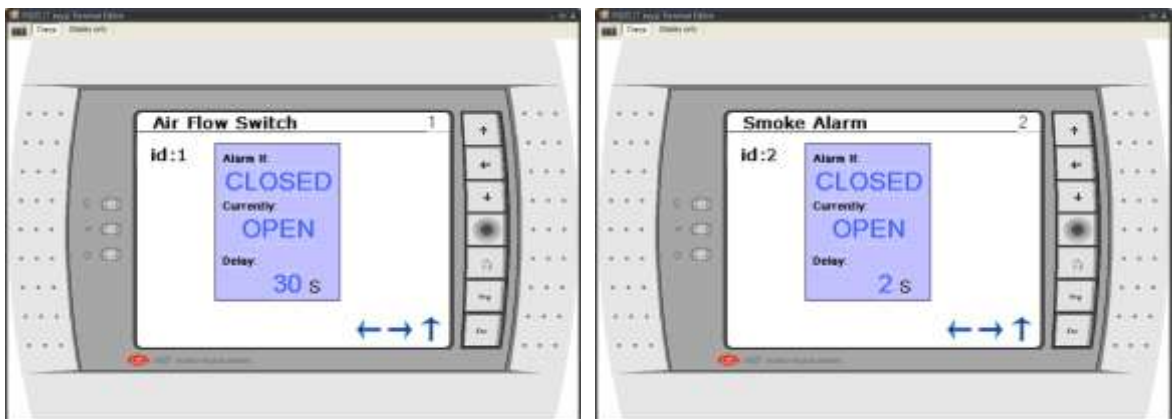 Air Flow Switch 1
id:1
Alarm If:
CLOSED
Currently:
OPEN
Delay:
30 s
Smoke Alarm 2
id:2
Alarm If:
CLOSED
Currently:
OPEN
Delay:
2 s